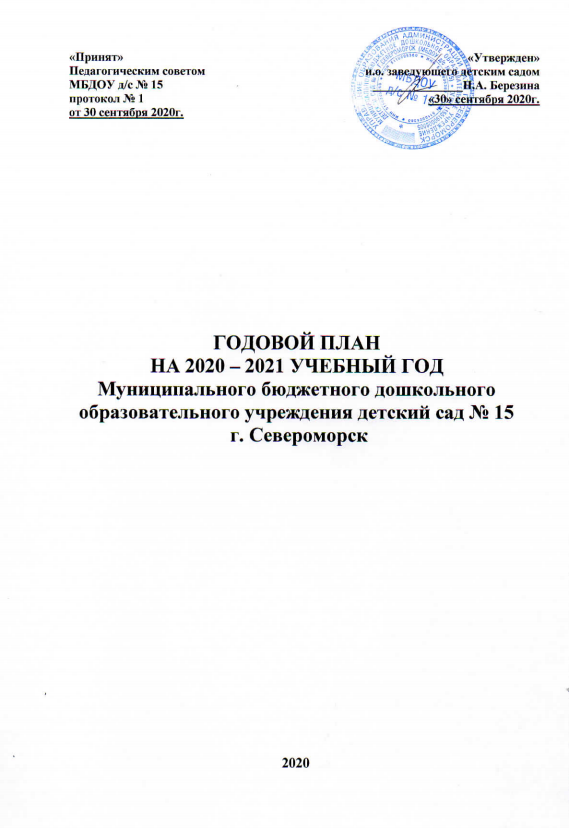 «Принят»
Педагогическим советом
МБДОУ д/с № 15
протокол № 1
от 30 сентября 2020г.
«Утвержден»
и.о. заведующего детским садом
Н.А. Березина
«30» сентября 2020г.
ГОДОВОЙ ПЛАН
НА 2020 – 2021 УЧЕБНЫЙ ГОД
Муниципального бюджетного дошкольного
образовательного учреждения детский сад № 15
г. Североморск
2020